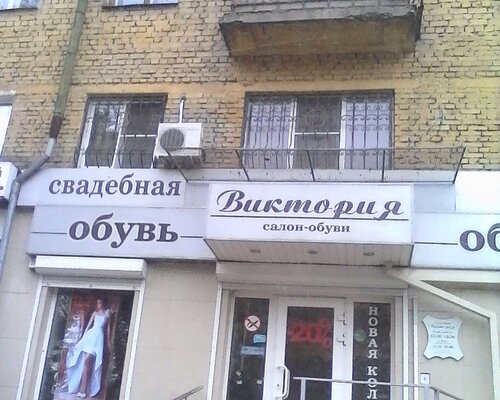 свадебная
обувь
Виктория
салон-обуви
об
20%
НОВАЯ КОЛ